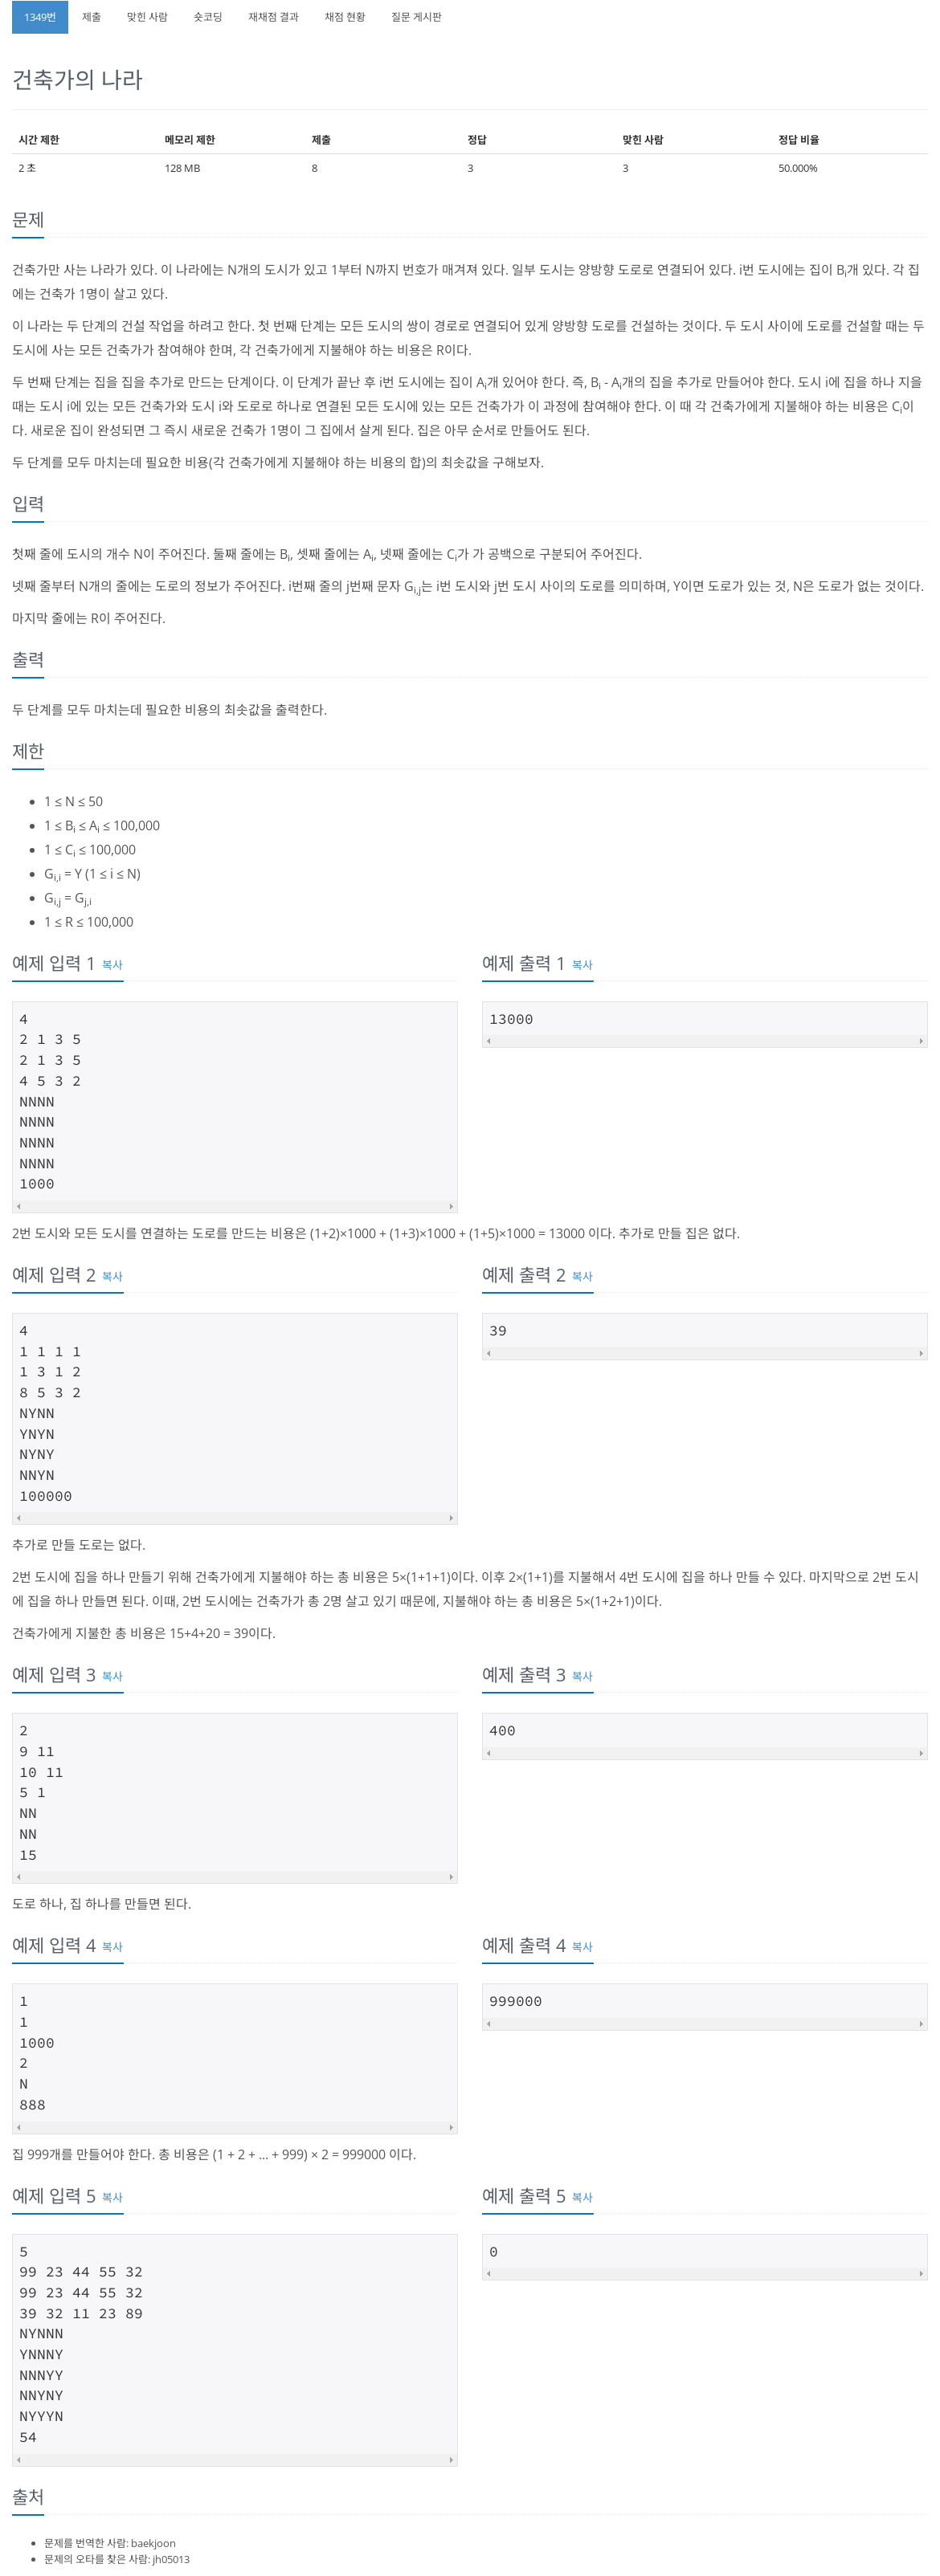 1349번 제출 맞힌 사람 숏코딩 재채점 결과 채점 현황 질문 게시판
건축가의 나라
시간 제한 메모리 제한 제출 정답 맞힌 사람 정답 비율
2 초 128 MB 8 3 3 50.000%
문제
건축가만 사는 나라가 있다. 이 나라에는 N개의 도시가 있고 1부터 N까지 번호가 매겨져 있다. 일부 도시는 양방향 도로로 연결되어 있다. i번 도시에는 집이 Bi개 있다. 각 집
에는 건축가 1명이 살고 있다.
이 나라는 두 단계의 건설 작업을 하려고 한다. 첫 번째 단계는 모든 도시의 쌍이 경로로 연결되어 있게 양방향 도로를 건설하는 것이다. 두 도시 사이에 도로를 건설할 때는 두
도시에 사는 모든 건축가가 참여해야 하며, 각 건축가에게 지불해야 하는 비용은 R이다.
두 번째 단계는 집을 집을 추가로 만드는 단계이다. 이 단계가 끝난 후 i번 도시에는 집이 Ai개 있어야 한다. 즉, Bi - Ai개의 집을 추가로 만들어야 한다. 도시 i에 집을 하나 지을
때는 도시 i에 있는 모든 건축가와 도시 i와 도로로 하나로 연결된 모든 도시에 있는 모든 건축가가 이 과정에 참여해야 한다. 이 때 각 건축가에게 지불해야 하는 비용은 Ci이
다. 새로운 집이 완성되면 그 즉시 새로운 건축가 1명이 그 집에서 살게 된다. 집은 아무 순서로 만들어도 된다.
두 단계를 모두 마치는데 필요한 비용(각 건축가에게 지불해야 하는 비용의 합)의 최솟값을 구해보자.
입력
첫째 줄에 도시의 개수 N이 주어진다. 둘째 줄에는 Bi, 셋째 줄에는 Ai, 넷째 줄에는 Ci가 가 공백으로 구분되어 주어진다.
넷째 줄부터 N개의 줄에는 도로의 정보가 주어진다. i번째 줄의 j번째 문자 Gi,j는 i번 도시와 j번 도시 사이의 도로를 의미하며, Y이면 도로가 있는 것, N은 도로가 없는 것이다.
마지막 줄에는 R이 주어진다.
출력
두 단계를 모두 마치는데 필요한 비용의 최솟값을 출력한다.
제한
• 1 ≤ N ≤ 50
• 1 ≤ Bi ≤ Ai ≤ 100,000
• 1 ≤ Ci ≤ 100,000
• Gi,i = Y (1 ≤ i ≤ N)
• Gi,j = Gj,i
• 1 ≤ R ≤ 100,000
예제 입력 1 복사
4
2 1 3 5
2 1 3 5
4 5 3 2
NNNN
NNNN
NNNN
NNNN
1000
예제 출력 1 복사
13000
2번 도시와 모든 도시를 연결하는 도로를 만드는 비용은 (1+2)×1000 + (1+3)×1000 + (1+5)×1000 = 13000 이다. 추가로 만들 집은 없다.
예제 입력 2 복사
4
1 1 1 1
1 3 1 2
8 5 3 2
NYNN
YNYN
NYNY
NNYN
100000
예제 출력 2 복사
39
추가로 만들 도로는 없다.
2번 도시에 집을 하나 만들기 위해 건축가에게 지불해야 하는 총 비용은 5×(1+1+1)이다. 이후 2×(1+1)를 지불해서 4번 도시에 집을 하나 만들 수 있다. 마지막으로 2번 도시
에 집을 하나 만들면 된다. 이때, 2번 도시에는 건축가가 총 2명 살고 있기 때문에, 지불해야 하는 총 비용은 5×(1+2+1)이다.
건축가에게 지불한 총 비용은 15+4+20 = 39이다.
예제 입력 3 복사
2
9 11
10 11
5 1
NN
NN
15
예제 출력 3 복사
400
도로 하나, 집 하나를 만들면 된다.
예제 입력 4 복사
1
1
1000
2
N
888
예제 출력 4 복사
999000
집 999개를 만들어야 한다. 총 비용은 (1 + 2 + ... + 999) × 2 = 999000 이다.
예제 입력 5 복사
5
99 23 44 55 32
99 23 44 55 32
39 32 11 23 89
NYNNN
YNNNY
NNNYY
NNYNY
NYYYN
54
예제 출력 5 복사
0
출처
• 문제를 번역한 사람: baekjoon
• 문제의 오타를 찾은 사람: jh05013